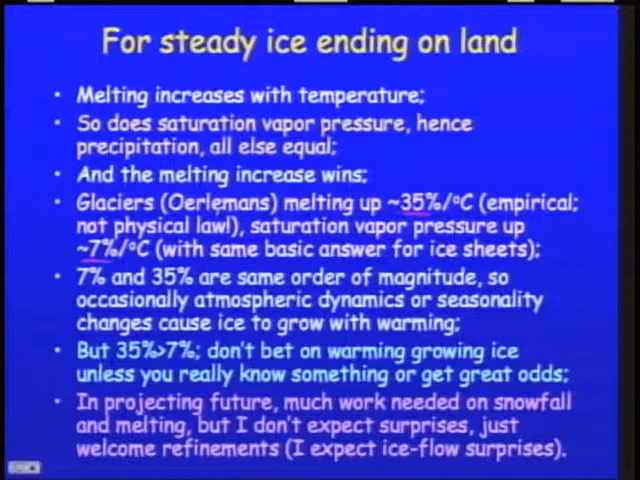 For steady ice ending on land
• Melting increases with temperature;
• So does saturation vapor pressure, hence
precipitation, all else equal;
• And the melting increase wins;
• Glaciers (Oerlemans) melting up ~35%/°C (empirical;
not physical law!), saturation vapor pressure up
~7%/°C (with same basic answer for ice sheets);
• 7% and 35% are same order of magnitude, so
occasionally atmospheric dynamics or seasonality
changes cause ice to grow with warming;
• But 35%>7%; don't bet on warming growing ice
unless you really know something or get great odds;
• In projecting future, much work needed on snowfall
and melting, but I don't expect surprises, just
welcome refinements (I expect ice-flow surprises).